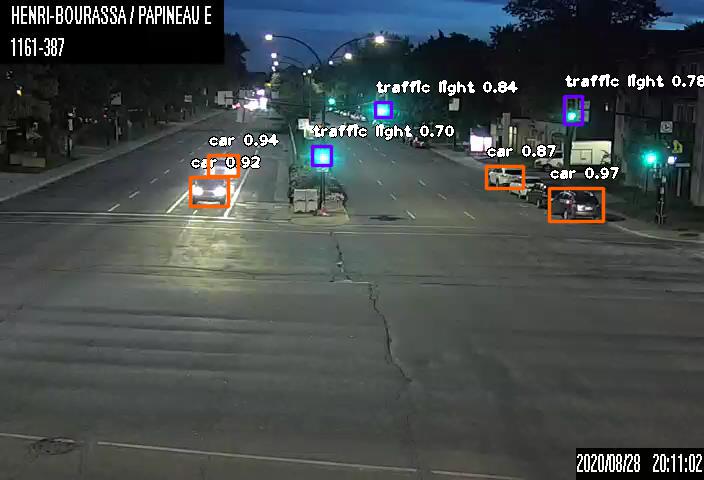 HENRI-BOURASSA / PAPINEAU E
1161-387
traffic light 0.84
traffic light 0.78
traffic light 0.70
car 0.94
car 0.92
car 0.87
car 0.97
2020/08/28 20:11:02